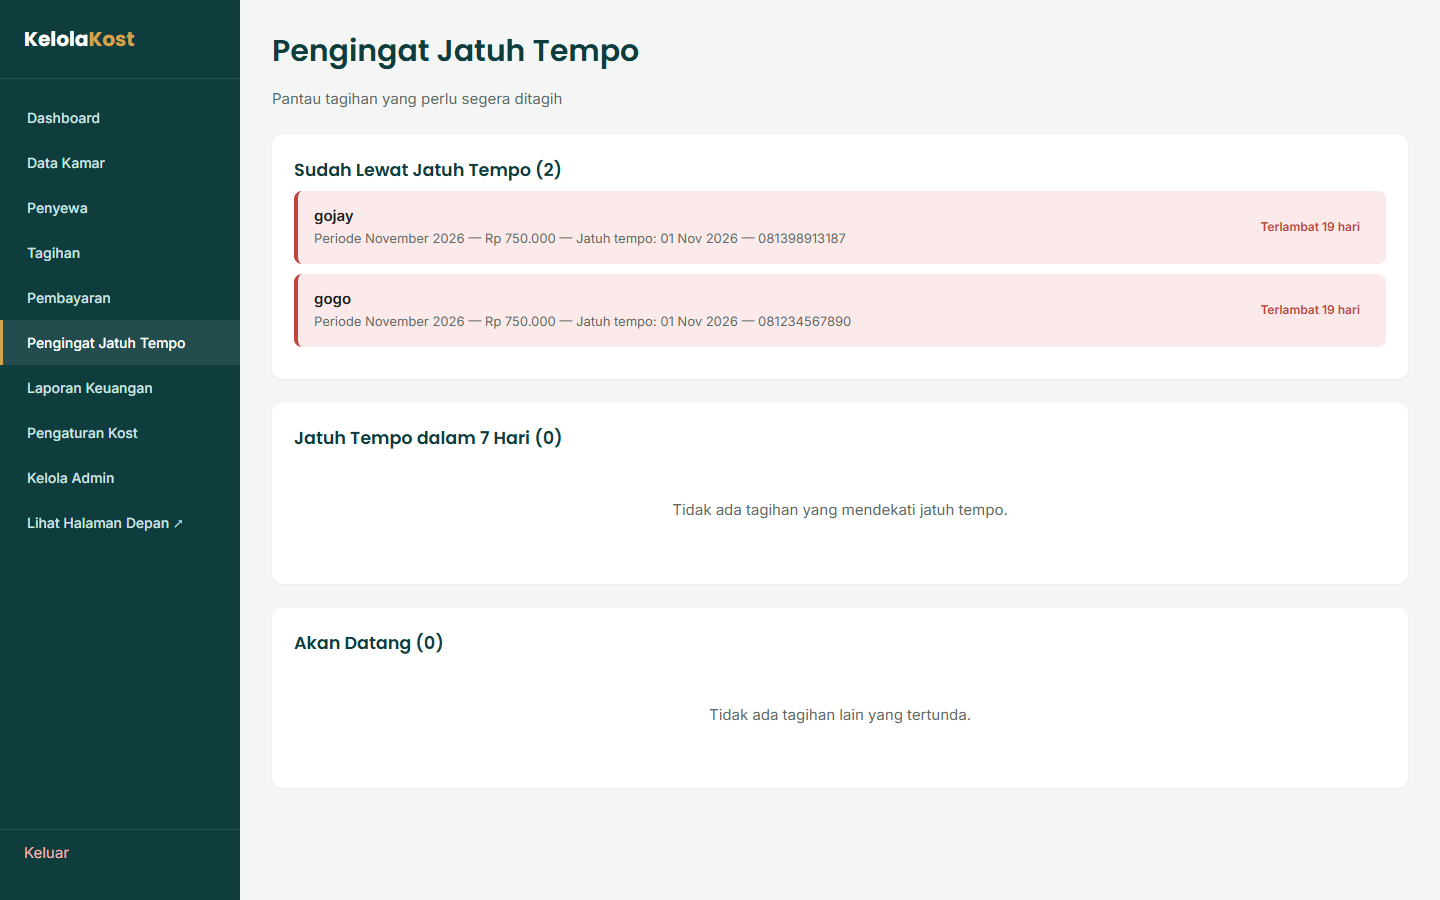 KelolaKost
Dashboard
Data Kamar
Penyewa
Tagihan
Pembayaran
Pengingat Jatuh Tempo
Laporan Keuangan
Pengaturan Kost
Kelola Admin
Lihat Halaman Depan ↗
Keluar
Pengingat Jatuh Tempo
Pantau tagihan yang perlu segera ditagih
Sudah Lewat Jatuh Tempo (2)
gojay
Periode November 2026 — Rp 750.000 — Jatuh tempo: 01 Nov 2026 — 081398913187
Terlambat 19 hari
gogo
Periode November 2026 — Rp 750.000 — Jatuh tempo: 01 Nov 2026 — 081234567890
Terlambat 19 hari
Jatuh Tempo dalam 7 Hari (0)
Tidak ada tagihan yang mendekati jatuh tempo.
Akan Datang (0)
Tidak ada tagihan lain yang tertunda.